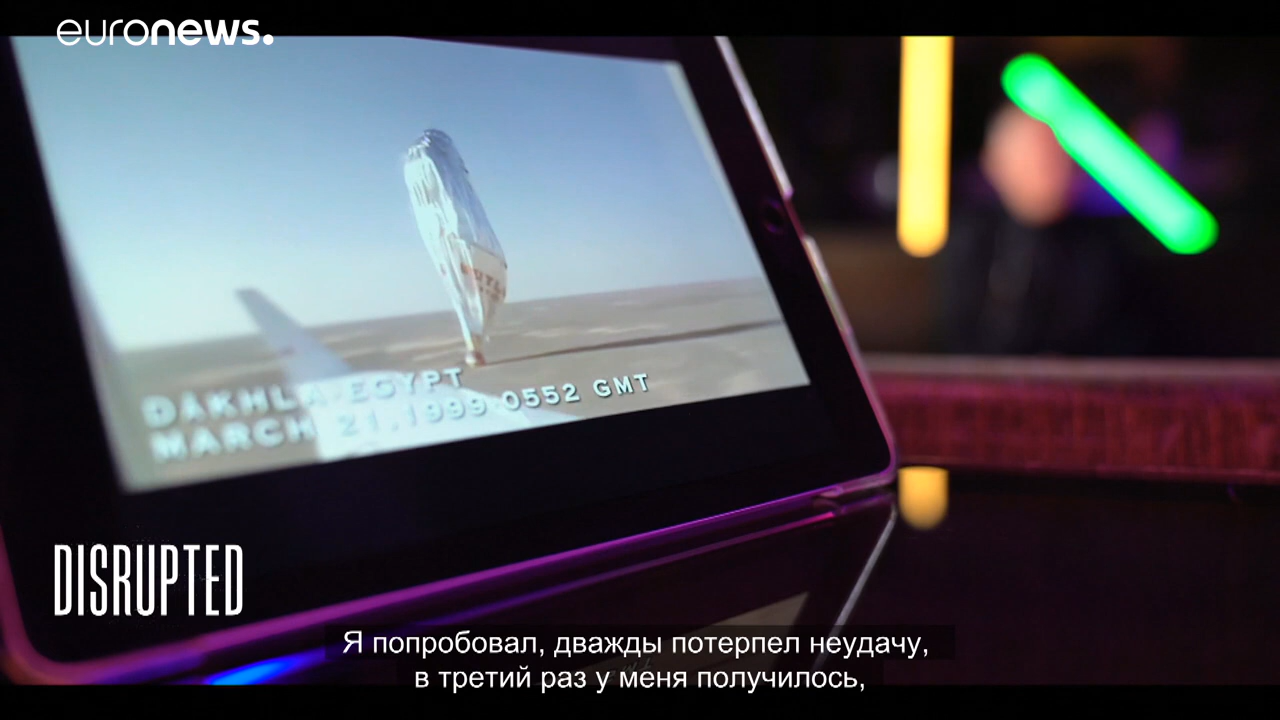 euronews.
DAKHLA EGYPT
MARCH 21.1999 0552 GMT
DISRUPTED
Я попробовал, дважды потерпел неудачу,
в третий раз у меня получилось,